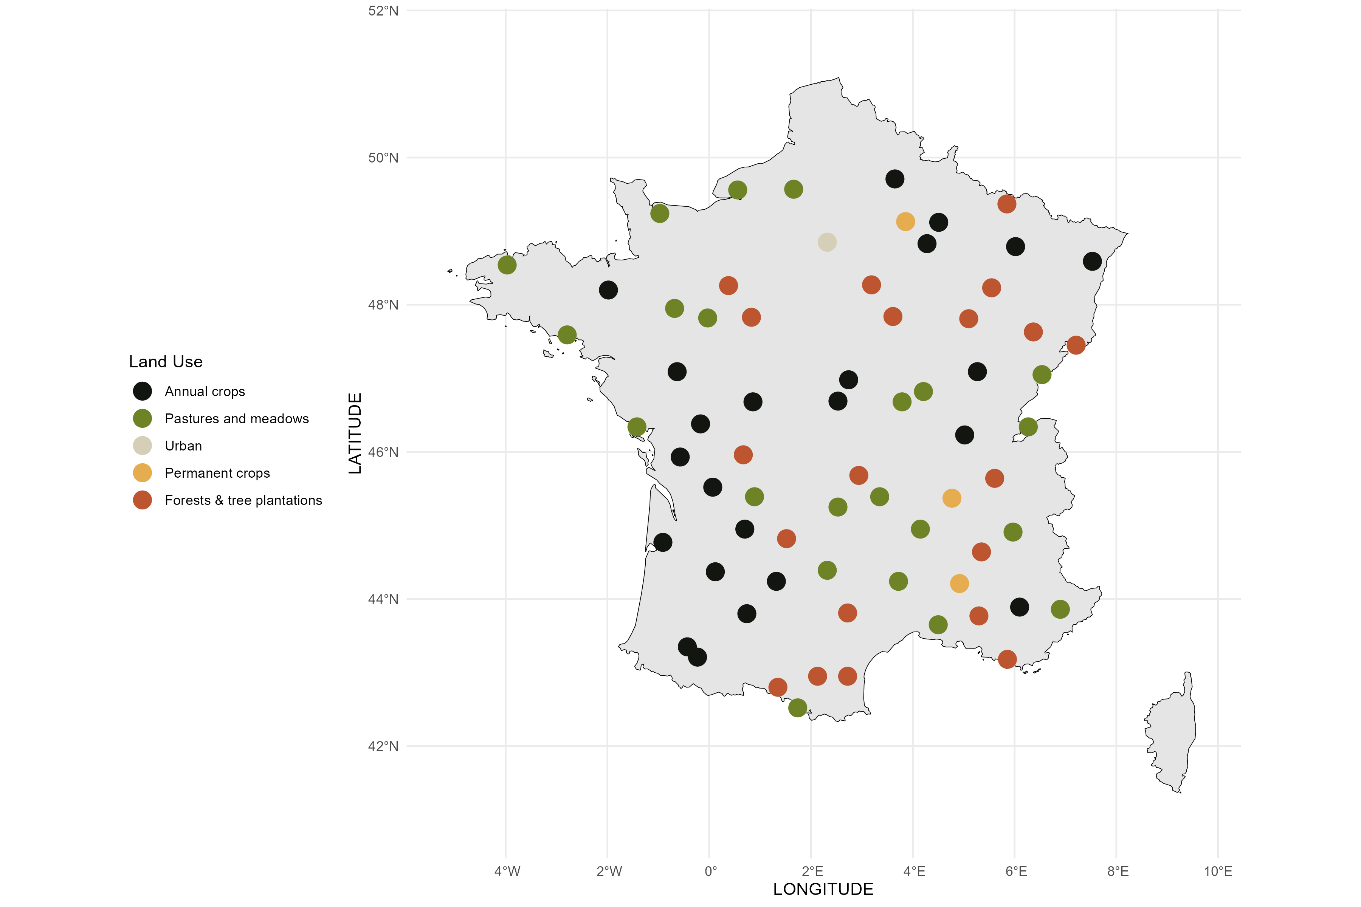 52°N
50°N
48°N
46°N
44°N
42°N
LATITUDE
Land Use
Annual crops
Pastures and meadows
Urban
Permanent crops
Forests & tree plantations
4°W 2°W 0° 2°E 4°E 6°E 8°E 10°E
LONGITUDE